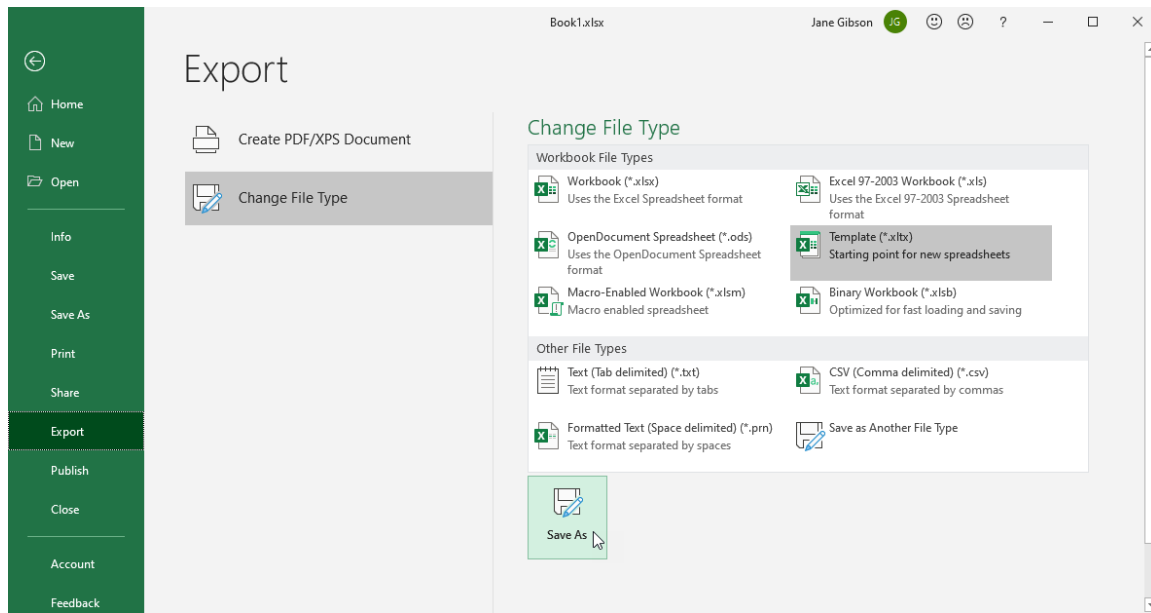 Book1.xlsx
Jane Gibson
JG
?
Export
Home
New
Open
Info
Save
Save As
Print
Share
Export
Publish
Close
Account
Feedback
Create PDF/XPS Document
Change File Type
Change File Type
Workbook File Types
Workbook (*.xlsx)
Uses the Excel Spreadsheet format
Excel 97-2003 Workbook (*.xls)
Uses the Excel 97-2003 Spreadsheet
format
OpenDocument Spreadsheet (*.ods)
Uses the OpenDocument Spreadsheet
format
Template (*.xltx)
Starting point for new spreadsheets
Macro-Enabled Workbook (*.xlsm)
Macro enabled spreadsheet
Binary Workbook (*.xlsb)
Optimized for fast loading and saving
Other File Types
Text (Tab delimited) (*.txt)
Text format separated by tabs
CSV (Comma delimited) (*.csv)
Text format separated by commas
Formatted Text (Space delimited) (*.prn)
Text format separated by spaces
Save as Another File Type
Save As